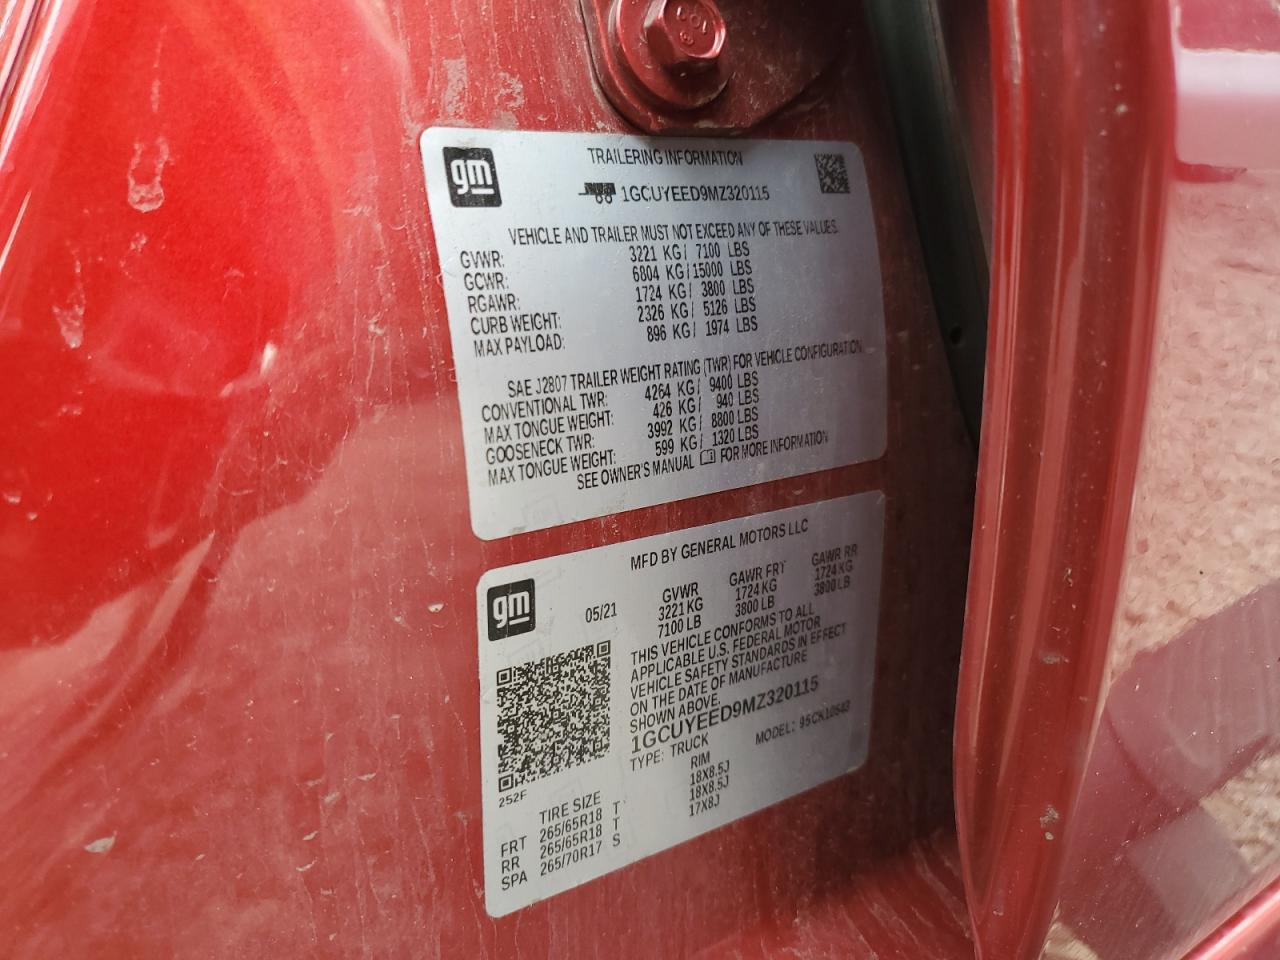 gm
TRAILERING INFORMATION
1GCUYEED9MZ320115
VEHICLE AND TRAILER MUST NOT EXCEED ANY OF THESE VALUES.
GVWR: 3221 KG/ 7100 LBS
GCWR: 6804 KG/ 15000 LBS
RGAWR: 1724 KG/ 3800 LBS
CURB WEIGHT: 2326 KG/ 5126 LBS
MAX PAYLOAD: 896 KG/ 1974 LBS
SAE J2807 TRAILER WEIGHT RATING (TWR) FOR VEHICLE CONFIGURATION
CONVENTIONAL TWR: 4264 KG/ 9400 LBS
MAX TONGUE WEIGHT: 426 KG/ 940 LBS
GOOSENECK TWR: 3992 KG/ 8800 LBS
MAX TONGUE WEIGHT: 599 KG/ 1320 LBS
SEE OWNER'S MANUAL FOR MORE INFORMATION
MFD BY GENERAL MOTORS LLC
gm
05/21
GVWR GAWR FRT GAWR RR
3221 KG 1724 KG 1724 KG
7100 LB 3800 LB 3800 LB
THIS VEHICLE CONFORMS TO ALL
APPLICABLE U.S. FEDERAL MOTOR
VEHICLE SAFETY STANDARDS IN EFFECT
ON THE DATE OF MANUFACTURE
SHOWN ABOVE.
1GCUYEED9MZ320115
TYPE: TRUCK MODEL:
252F
TIRE SIZE RIM
FRT 265/65R18 T 18X8.5J
RR 265/65R18 T 18X8.5J
SPA 265/70R17 S 17X8J